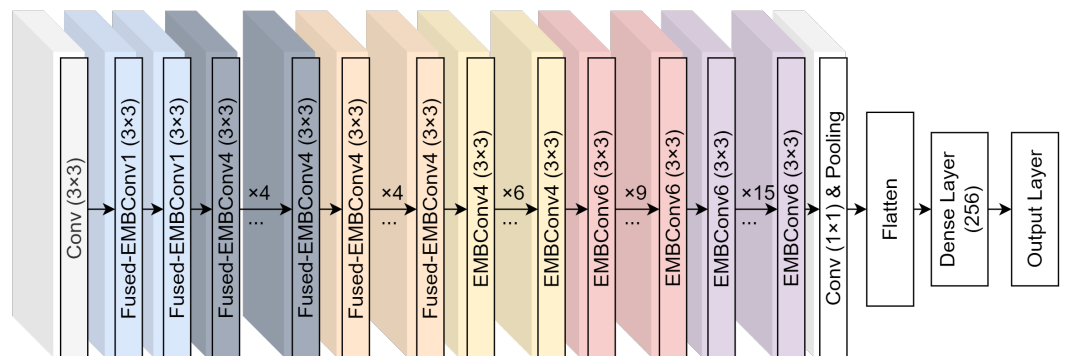 Conv (3×3)
Fused-EMBConv1 (3×3)
Fused-EMBConv1 (3×3)
Fused-EMBConv4 (3×3)
×4
...
Fused-EMBConv4 (3×3)
Fused-EMBConv4 (3×3)
×4
...
Fused-EMBConv4 (3×3)
EMBConv4 (3×3)
×6
...
EMBConv4 (3×3)
EMBConv6 (3×3)
×9
...
EMBConv6 (3×3)
EMBConv6 (3×3)
×15
...
EMBConv6 (3×3)
Conv (1×1) & Pooling
Flatten
Dense Layer
(256)
Output Layer